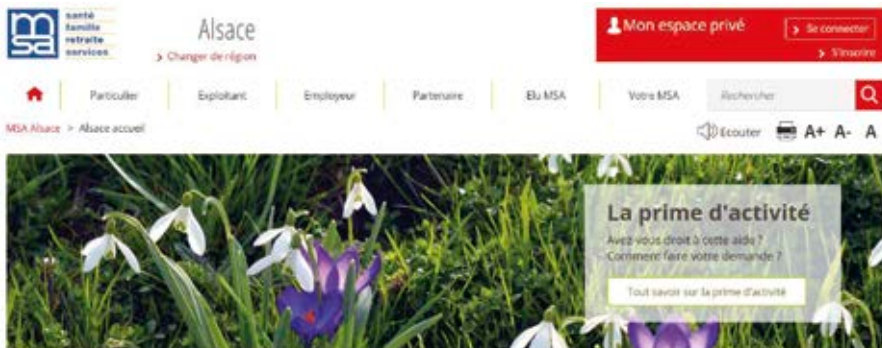 msa
santé
famille
retraite
services
Alsace
> Changer de région
Mon espace privé
> Se connecter
> S'inscrire
Particulier
Exploitant
Employeur
Partenaire
Elu MSA
Votre MSA
Rechercher
MSA Alsace > Alsace accueil
Ecouter
A+ A- A
La prime d'activité
Avez-vous droit à cette aide ?
Comment faire votre demande ?
Tout savoir sur la prime d'activité